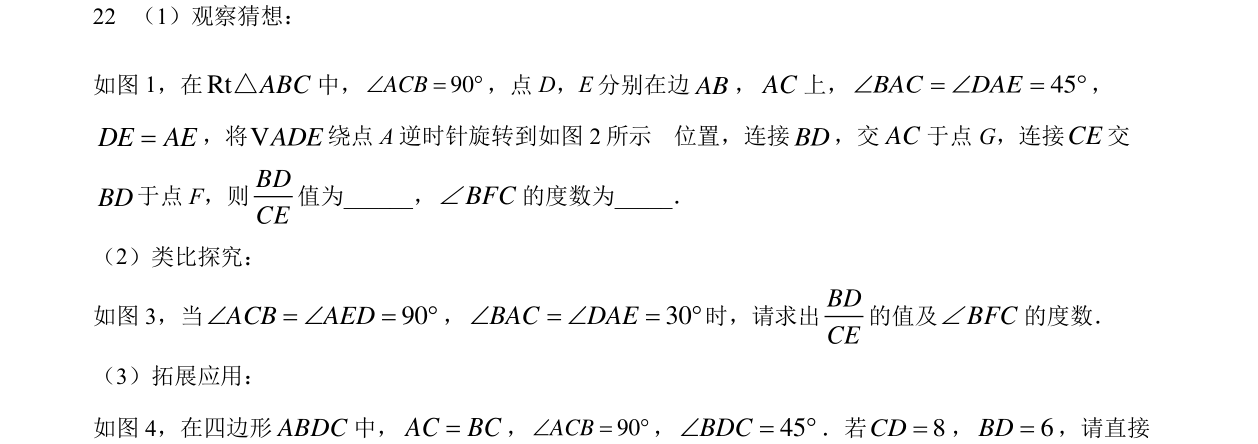 22 （1）观察猜想：
如图 1，在 Rt△ABC 中，∠ACB = 90°，点 D，E 分别在边 AB，AC 上，∠BAC = ∠DAE = 45°，
DE = AE，将VADE 绕点 A 逆时针旋转到如图 2 所示 位置，连接 BD，交 AC 于点 G，连接 CE 交
BD 于点 F，则 BD/CE 值为______，∠BFC 的度数为_____．
（2）类比探究：
如图 3，当∠ACB = ∠AED = 90°，∠BAC = ∠DAE = 30°时，请求出 BD/CE 的值及∠BFC 的度数．
（3）拓展应用：
如图 4，在四边形 ABDC 中，AC = BC，∠ACB = 90°，∠BDC = 45°．若 CD = 8，BD = 6，请直接